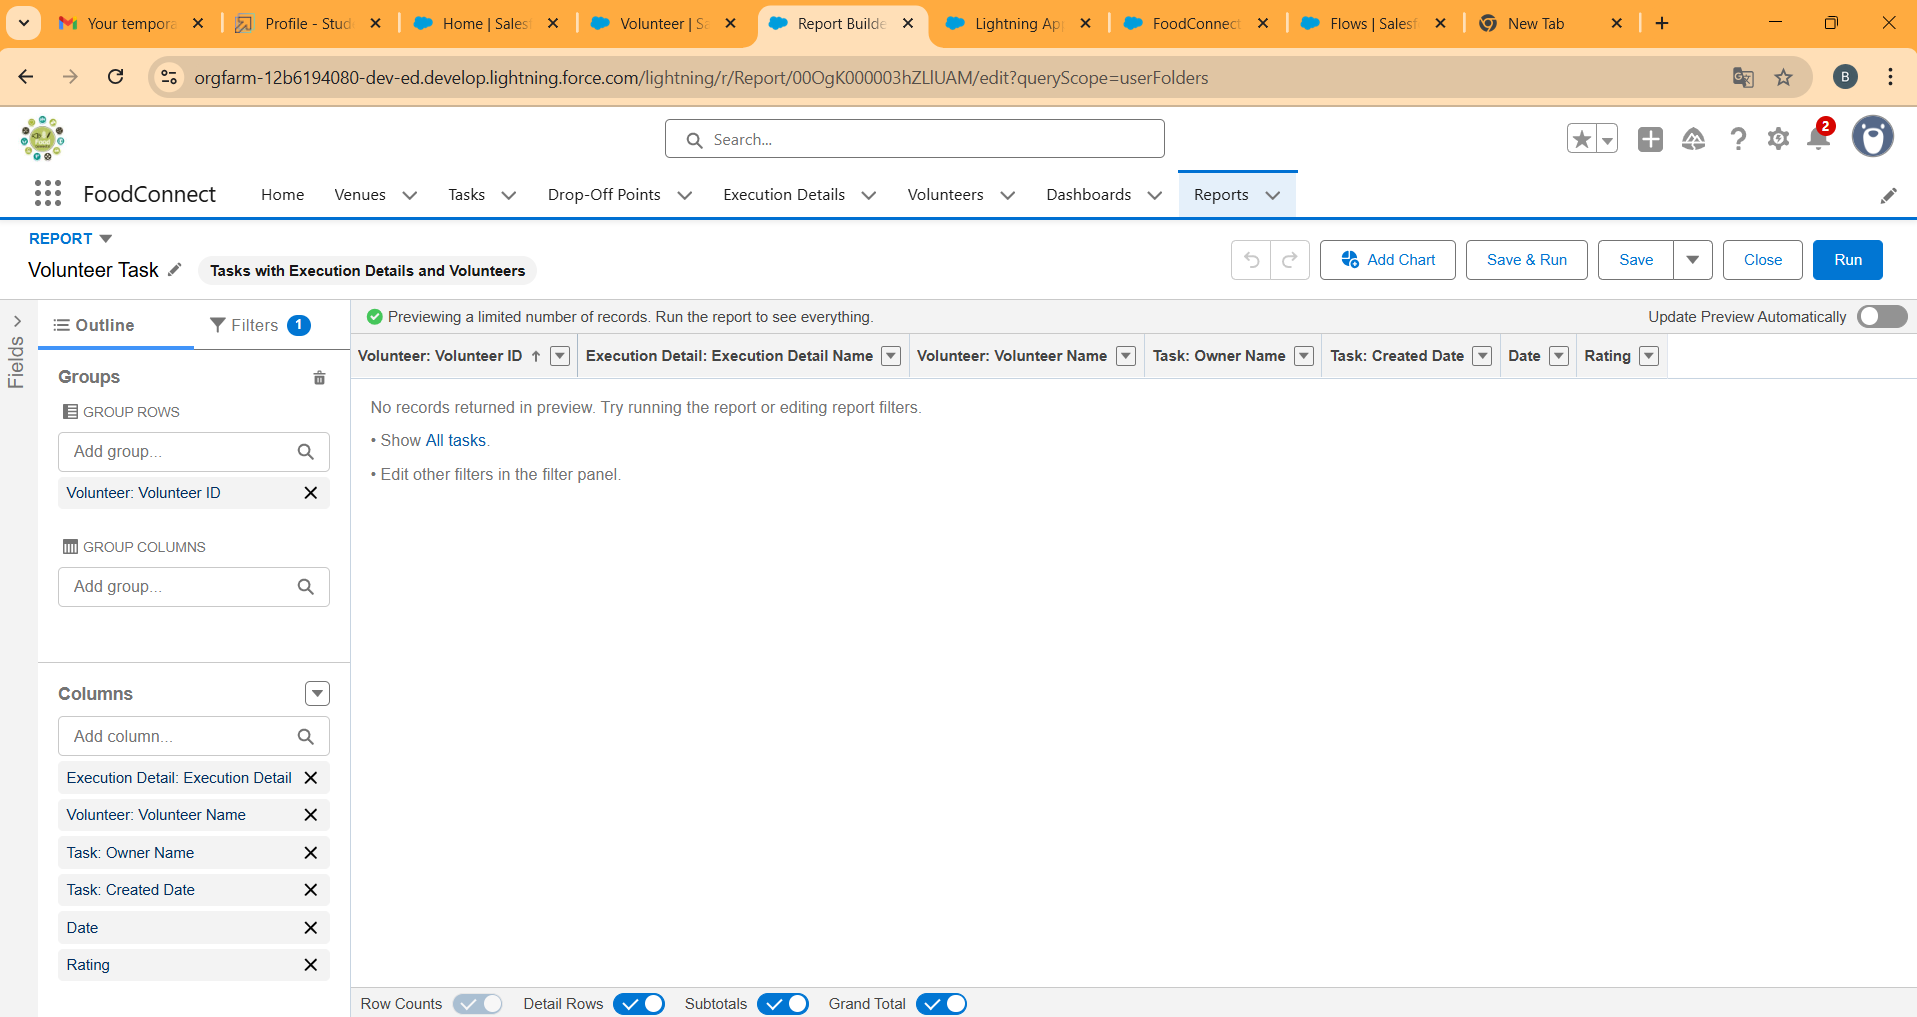 Your tempora
Profile - Stud
Home | Sales
Volunteer | Sa
Report Builde
Lightning Ap
FoodConnect
Flows | Salesf
New Tab
orgfarm-12b6194080-dev-ed.develop.lightning.force.com/lightning/r/Report/00OgK000003hZLlUAM/edit?queryScope=userFolders
B
Search...
2
FoodConnect
Home
Venues
Tasks
Drop-Off Points
Execution Details
Volunteers
Dashboards
Reports
REPORT
Volunteer Task
Tasks with Execution Details and Volunteers
Add Chart
Save & Run
Save
Close
Run
Fields
Outline
Filters 1
Previewing a limited number of records. Run the report to see everything.
Update Preview Automatically
Groups
GROUP ROWS
Add group...
Volunteer: Volunteer ID
GROUP COLUMNS
Add group...
Columns
Add column...
Execution Detail: Execution Detail
Volunteer: Volunteer Name
Task: Owner Name
Task: Created Date
Date
Rating
Volunteer: Volunteer ID
Execution Detail: Execution Detail Name
Volunteer: Volunteer Name
Task: Owner Name
Task: Created Date
Date
Rating
No records returned in preview. Try running the report or editing report filters.
• Show All tasks.
• Edit other filters in the filter panel.
Row Counts
Detail Rows
Subtotals
Grand Total